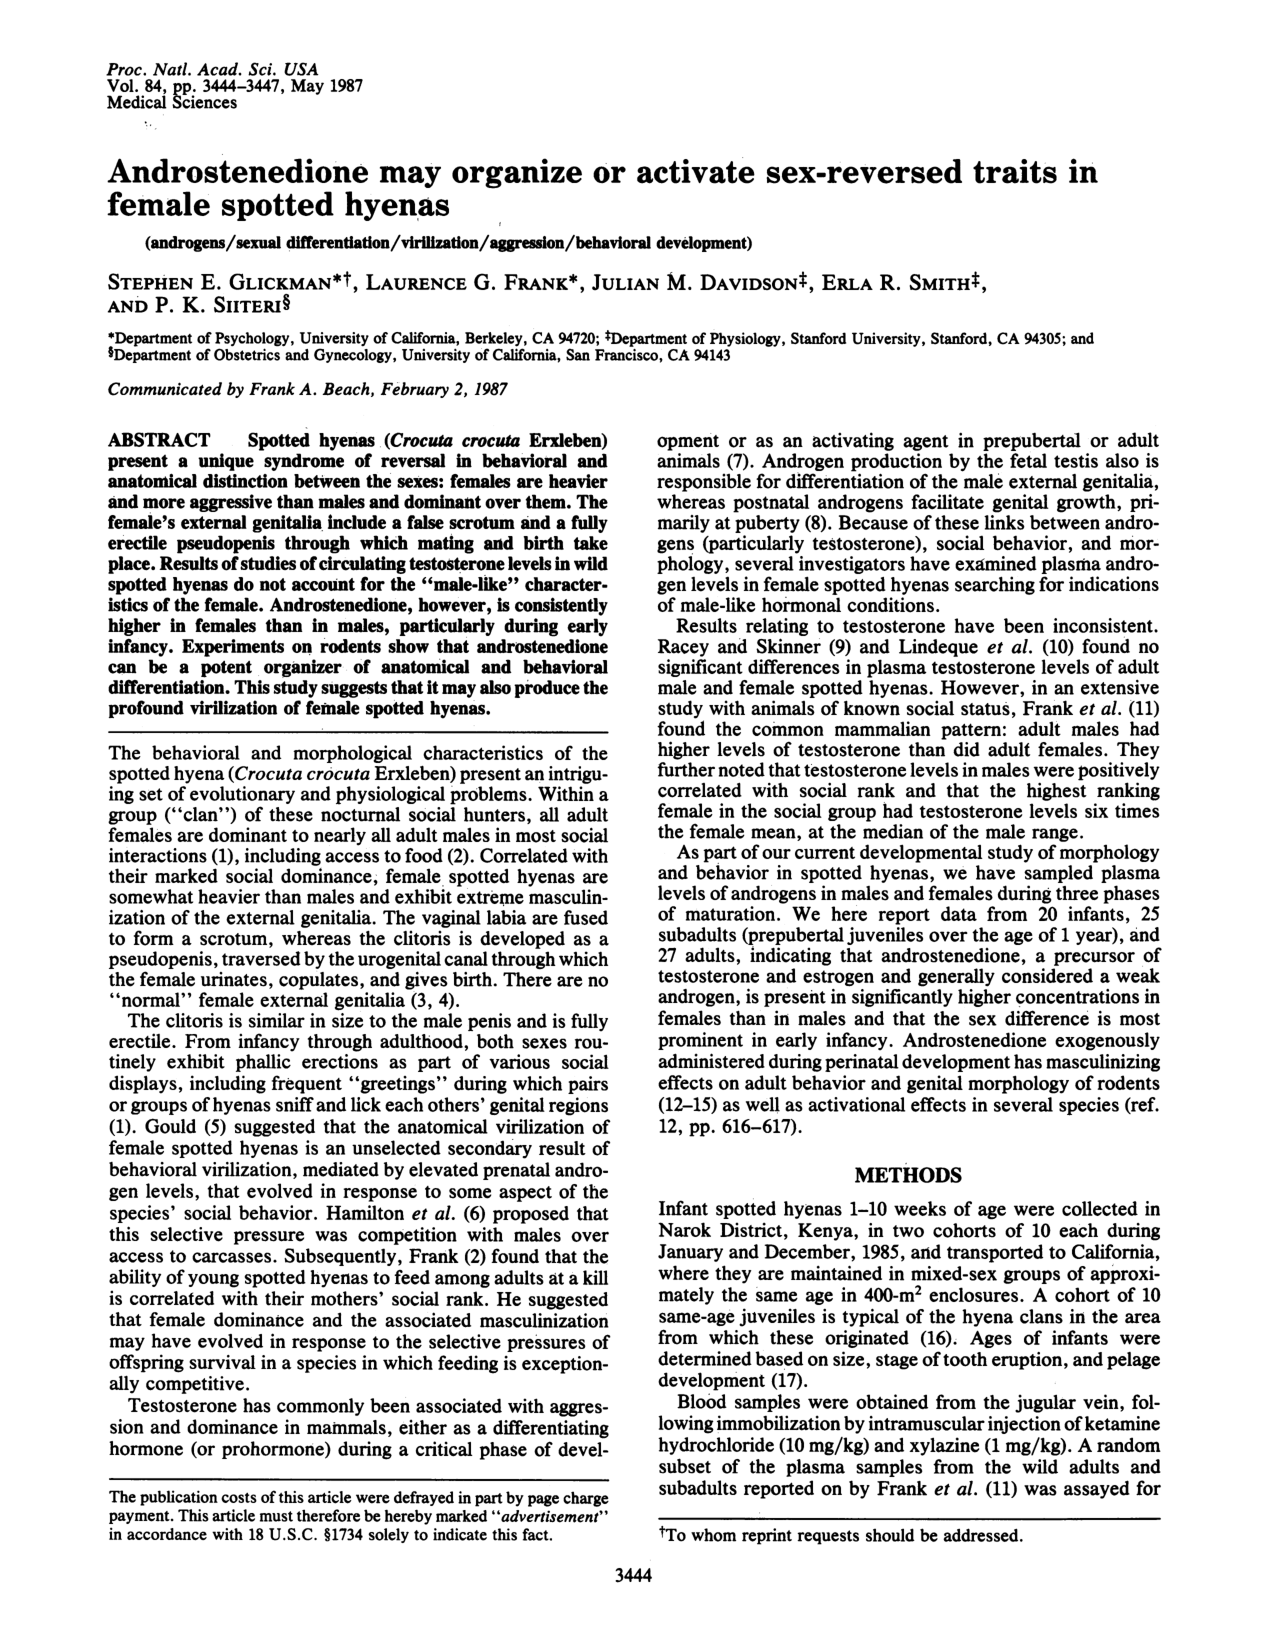 Proc. Natl. Acad. Sci. USA
Vol. 84, pp. 3444–3447, May 1987
Medical Sciences
Androstenedione may organize or activate sex-reversed traits in
female spotted hyenas
(androgens/sexual differentiation/virilization/aggression/behavioral development)
STEPHEN E. GLICKMAN*†, LAURENCE G. FRANK*, JULIAN M. DAVIDSON‡, ERLA R. SMITH‡,
AND P. K. SIITERI§
*Department of Psychology, University of California, Berkeley, CA 94720; ‡Department of Physiology, Stanford University, Stanford, CA 94305; and
§Department of Obstetrics and Gynecology, University of California, San Francisco, CA 94143
Communicated by Frank A. Beach, February 2, 1987
ABSTRACT Spotted hyenas (Crocuta crocuta Erxleben)
present a unique syndrome of reversal in behavioral and
anatomical distinction between the sexes: females are heavier
and more aggressive than males and dominant over them. The
female's external genitalia include a false scrotum and a fully
erectile pseudopenis through which mating and birth take
place. Results of studies of circulating testosterone levels in wild
spotted hyenas do not account for the “male-like” character-
istics of the female. Androstenedione, however, is consistently
higher in females than in males, particularly during early
infancy. Experiments on rodents show that androstenedione
can be a potent organizer of anatomical and behavioral
differentiation. This study suggests that it may also produce the
profound virilization of female spotted hyenas.
The behavioral and morphological characteristics of the
spotted hyena (Crocuta crocuta Erxleben) present an intrigu-
ing set of evolutionary and physiological problems. Within a
group (“clan”) of these nocturnal social hunters, all adult
females are dominant to nearly all adult males in most social
interactions (1), including access to food (2). Correlated with
their marked social dominance, female spotted hyenas are
somewhat heavier than males and exhibit extreme masculin-
ization of the external genitalia. The vaginal labia are fused
to form a scrotum, whereas the clitoris is developed as a
pseudopenis, traversed by the urogenital canal through which
the female urinates, copulates, and gives birth. There are no
“normal” female external genitalia (3, 4).
The clitoris is similar in size to the male penis and is fully
erectile. From infancy through adulthood, both sexes rou-
tinely exhibit phallic erections as part of various social
displays, including frequent “greetings” during which pairs
or groups of hyenas sniff and lick each others' genital regions
(1). Gould (5) suggested that the anatomical virilization of
female spotted hyenas is an unselected secondary result of
behavioral virilization, mediated by elevated prenatal andro-
gen levels, that evolved in response to some aspect of the
species' social behavior. Hamilton et al. (6) proposed that
this selective pressure was competition with males over
access to carcasses. Subsequently, Frank (2) found that the
ability of young spotted hyenas to feed among adults at a kill
is correlated with their mothers' social rank. He suggested
that female dominance and the associated masculinization
may have evolved in response to the selective pressures of
offspring survival in a species in which feeding is exception-
ally competitive.
Testosterone has commonly been associated with aggres-
sion and dominance in mammals, either as a differentiating
hormone (or prohormone) during a critical phase of devel-
The publication costs of this article were defrayed in part by page charge
payment. This article must therefore be hereby marked “advertisement”
in accordance with 18 U.S.C. §1734 solely to indicate this fact.
opment or as an activating agent in prepubertal or adult
animals (7). Androgen production by the fetal testis also is
responsible for differentiation of the male external genitalia,
whereas postnatal androgens facilitate genital growth, pri-
marily at puberty (8). Because of these links between andro-
gens (particularly testosterone), social behavior, and mor-
phology, several investigators have examined plasma andro-
gen levels in female spotted hyenas searching for indications
of male-like hormonal conditions.
Results relating to testosterone have been inconsistent.
Racey and Skinner (9) and Lindeque et al. (10) found no
significant differences in plasma testosterone levels of adult
male and female spotted hyenas. However, in an extensive
study with animals of known social status, Frank et al. (11)
found the common mammalian pattern: adult males had
higher levels of testosterone than did adult females. They
further noted that testosterone levels in males were positively
correlated with social rank and that the highest ranking
female in the social group had testosterone levels six times
the female mean, at the median of the male range.
As part of our current developmental study of morphology
and behavior in spotted hyenas, we have sampled plasma
levels of androgens in males and females during three phases
of maturation. We here report data from 20 infants, 25
subadults (prepubertal juveniles over the age of 1 year), and
27 adults, indicating that androstenedione, a precursor of
testosterone and estrogen and generally considered a weak
androgen, is present in significantly higher concentrations in
females than in males and that the sex difference is most
prominent in early infancy. Androstenedione exogenously
administered during perinatal development has masculinizing
effects on adult behavior and genital morphology of rodents
(12–15) as well as activational effects in several species (ref.
12, pp. 616–617).
METHODS
Infant spotted hyenas 1–10 weeks of age were collected in
Narok District, Kenya, in two cohorts of 10 each during
January and December, 1985, and transported to California,
where they are maintained in mixed-sex groups of approxi-
mately the same age in 400-m² enclosures. A cohort of 10
same-age juveniles is typical of the hyena clans in the area
from which these originated (16). Ages of infants were
determined based on size, stage of tooth eruption, and pelage
development (17).
Blood samples were obtained from the jugular vein, fol-
lowing immobilization by intramuscular injection of ketamine
hydrochloride (10 mg/kg) and xylazine (1 mg/kg). A random
subset of the plasma samples from the wild adults and
subadults reported on by Frank et al. (11) was assayed for
†To whom reprint requests should be addressed.
3444